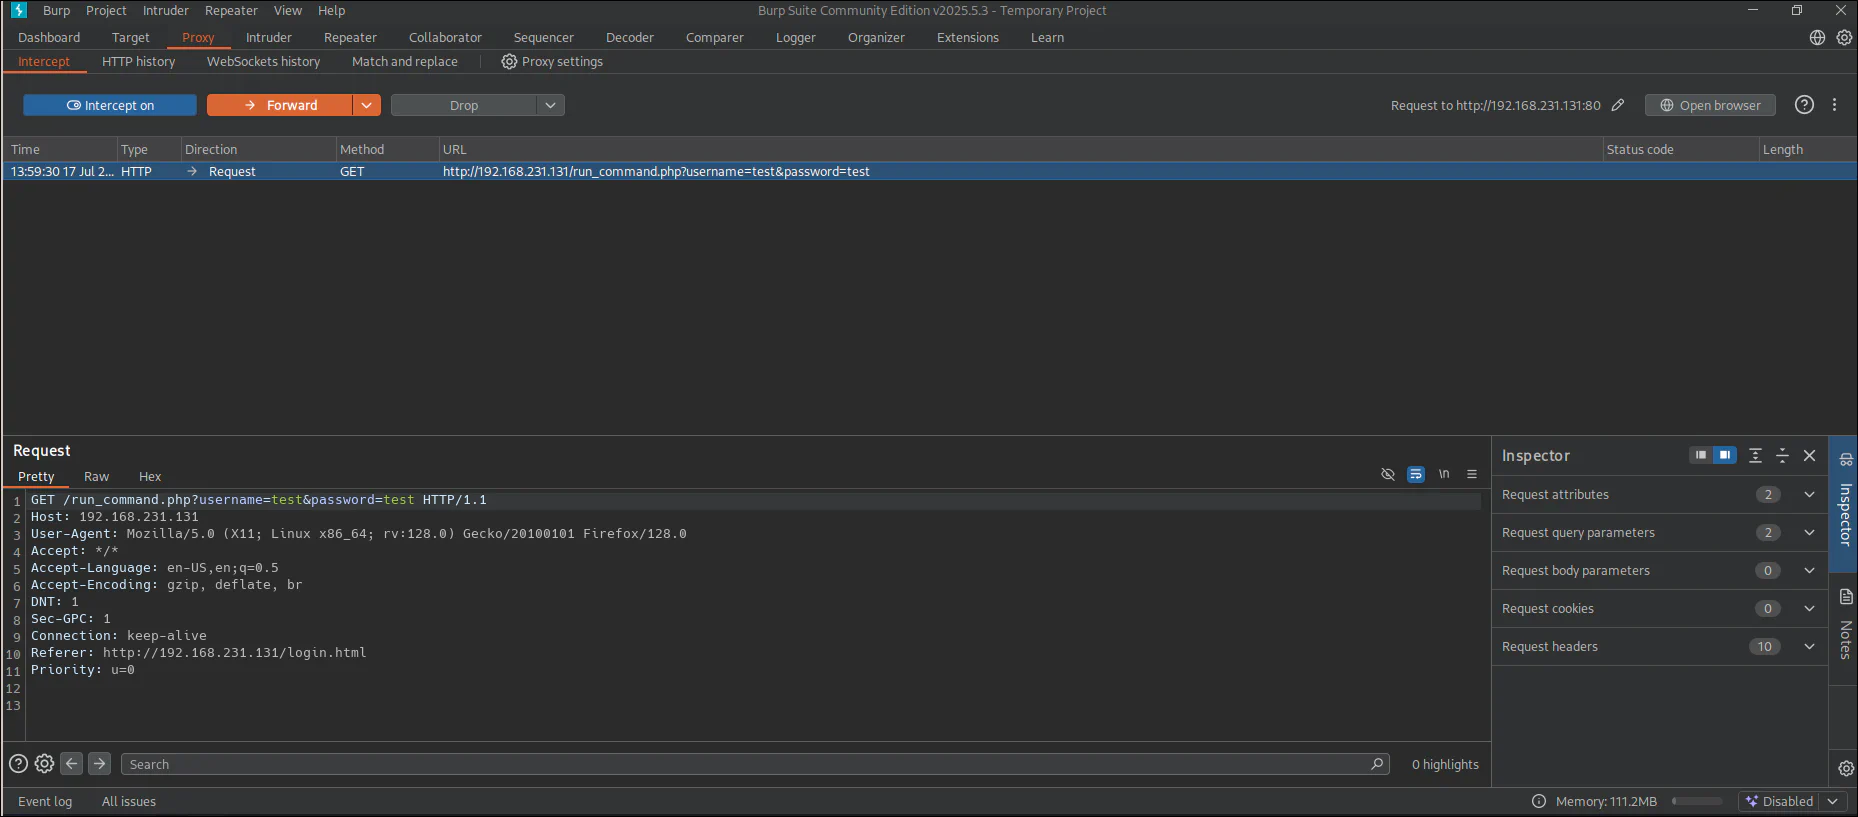 Burp Project Intruder Repeater View Help Burp Suite Community Edition v2025.5.3 - Temporary Project
Dashboard Target Proxy Intruder Repeater Collaborator Sequencer Decoder Comparer Logger Organizer Extensions Learn
Intercept HTTP history WebSockets history Match and replace Proxy settings
Intercept on Forward Drop Request to http://192.168.231.131:80 Open browser
Time Type Direction Method URL Status code Length
13:59:30 17 Jul 2... HTTP Request GET http://192.168.231.131/run_command.php?username=test&password=test
Request
Pretty Raw Hex \n
1 GET /run_command.php?username=test&password=test HTTP/1.1
2 Host: 192.168.231.131
3 User-Agent: Mozilla/5.0 (X11; Linux x86_64; rv:128.0) Gecko/20100101 Firefox/128.0
4 Accept: */*
5 Accept-Language: en-US,en;q=0.5
6 Accept-Encoding: gzip, deflate, br
7 DNT: 1
8 Sec-GPC: 1
9 Connection: keep-alive
10 Referer: http://192.168.231.131/login.html
11 Priority: u=0
12
13
Inspector
Request attributes 2
Request query parameters 2
Request body parameters 0
Request cookies 0
Request headers 10
Inspector
Notes
Search 0 highlights
Event log All issues Memory: 111.2MB Disabled